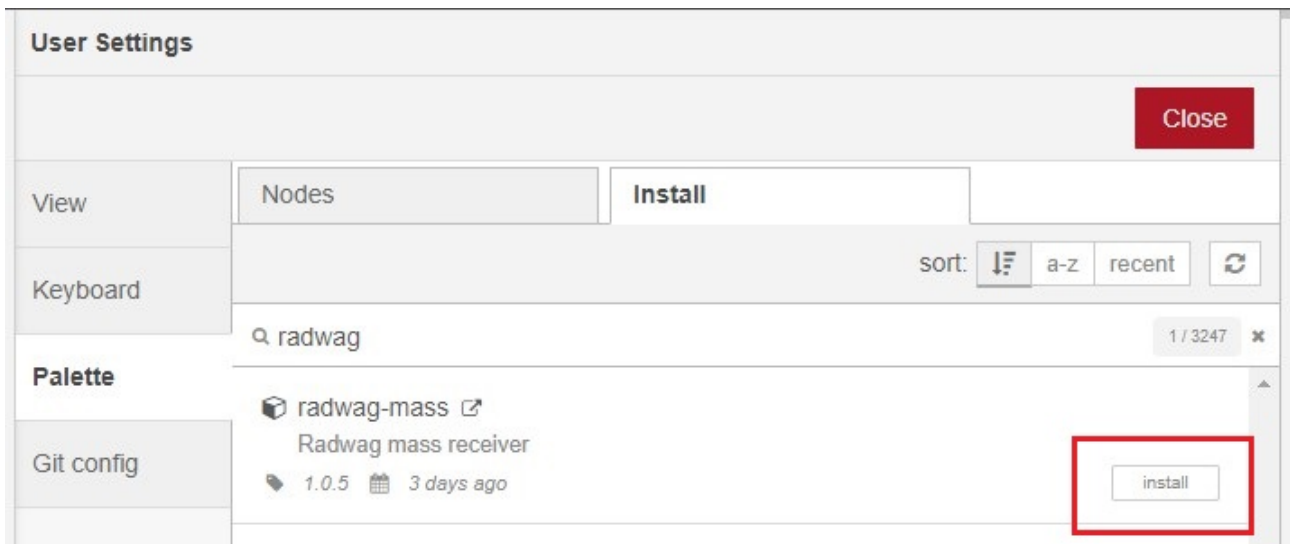 User Settings
Close
View
Nodes
Install
sort: a-z recent
Keyboard
radwag
1 / 3247
Palette
radwag-mass
Radwag mass receiver
Git config
1.0.5 3 days ago
install